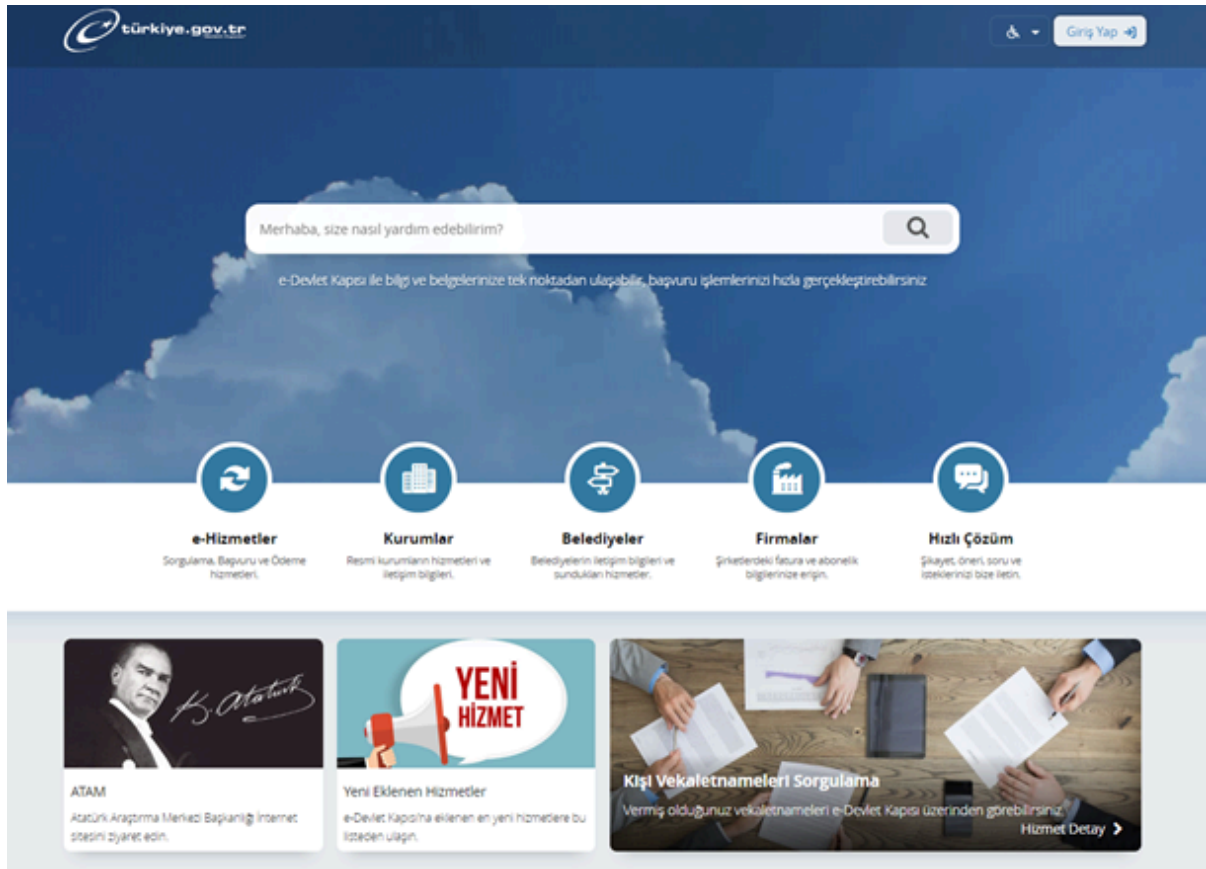 türkiye.gov.tr
Giriş Yap
Merhaba, size nasıl yardım edebilirim?
e-Devlet Kapısı ile bilgi ve belgelerinize tek noktadan ulaşabilir, başvuru işlemlerinizi hızla gerçekleştirebilirsiniz
e-Hizmetler
Sorgulama, Başvuru ve Ödeme
hizmetleri.
Kurumlar
Resmi kurumların hizmetleri ve
iletişim bilgileri.
Belediyeler
Belediyelerin iletişim bilgileri ve
sundukları hizmetler.
Firmalar
Şirketlerdeki fatura ve abonelik
bilgilerinize erişin.
Hızlı Çözüm
Şikayet, öneri, soru ve
isteklerinizi bize iletin.
K. Atatürk
ATAM
Atatürk Araştırma Merkezi Başkanlığı İnternet
sitesini ziyaret edin.
YENİ
HİZMET
Yeni Eklenen Hizmetler
e-Devlet Kapısı'na eklenen en yeni hizmetlere bu
listeden ulaşın.
Kişi Vekaletnameleri Sorgulama
Vermiş olduğunuz vekaletnameleri e-Devlet Kapısı üzerinden görebilirsiniz.
Hizmet Detay